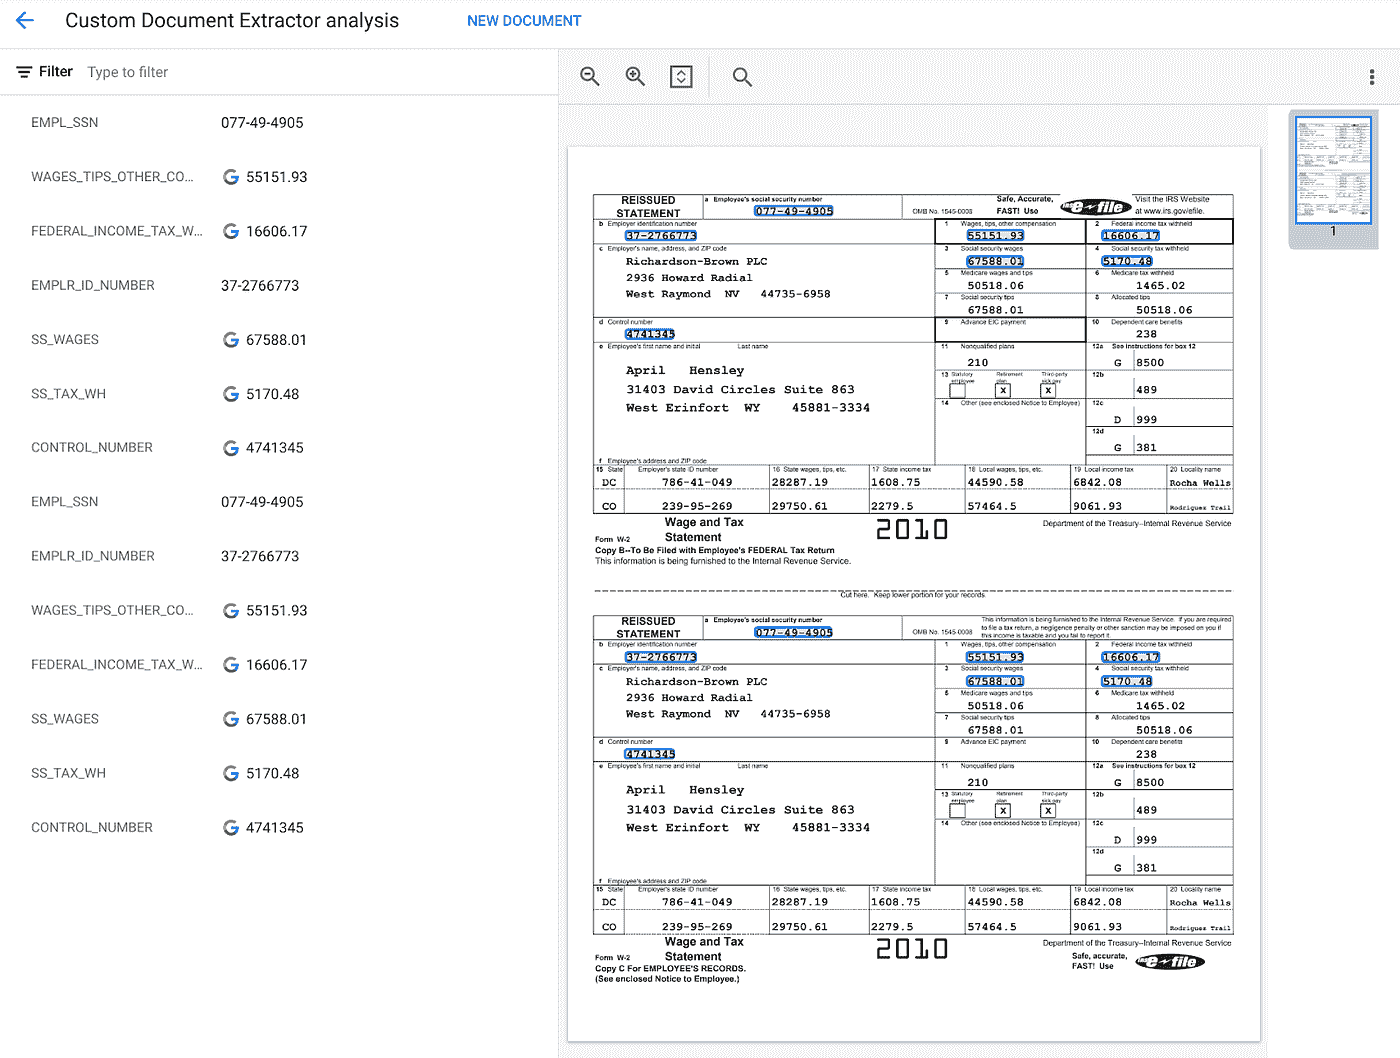 Custom Document Extractor analysis NEW DOCUMENT
Filter Type to filter
EMPL_SSN 077-49-4905
WAGES_TIPS_OTHER_CO... 55151.93
FEDERAL_INCOME_TAX_W... 16606.17
EMPLR_ID_NUMBER 37-2766773
SS_WAGES 67588.01
SS_TAX_WH 5170.48
CONTROL_NUMBER 4741345
EMPL_SSN 077-49-4905
EMPLR_ID_NUMBER 37-2766773
WAGES_TIPS_OTHER_CO... 55151.93
FEDERAL_INCOME_TAX_W... 16606.17
SS_WAGES 67588.01
SS_TAX_WH 5170.48
CONTROL_NUMBER 4741345
REISSUED STATEMENT
a Employee's social security number
077-49-4905
OMB No. 1545-0008
Safe, Accurate,
FAST! Use
IRS e-file
Visit the IRS Website
at www.irs.gov/efile.
b Employer identification number
37-2766773
1 Wages, tips, other compensation
55151.93
2 Federal income tax withheld
16606.17
c Employer's name, address, and ZIP code
Richardson-Brown PLC
2936 Howard Radial
West Raymond NV 44735-6958
3 Social security wages
67588.01
4 Social security tax withheld
5170.48
5 Medicare wages and tips
50518.06
6 Medicare tax withheld
1465.02
7 Social security tips
67588.01
8 Allocated tips
50518.06
d Control number
4741345
9 Advance EIC payment
10 Dependent care benefits
238
e Employee's first name and initial Last name
April Hensley
31403 David Circles Suite 863
West Erinfort WY 45881-3334
11 Nonqualified plans
210
12a See instructions for box 12
G 8500
13 Statutory employee Retirement plan Third-party sick pay
X X
12b
489
14 Other (see enclosed Notice to Employee)
12c
D 999
12d
G 381
f Employee's address and ZIP code
15 State Employer's state ID number 16 State wages, tips, etc. 17 State income tax 18 Local wages, tips, etc. 19 Local income tax 20 Locality name
DC 786-41-049 28287.19 1608.75 44590.58 6842.08 Rocha Wells
CO 239-95-269 29750.61 2279.5 57464.5 9061.93 Rodriguez Trail
Form W-2
Wage and Tax
Statement
2010
Department of the Treasury--Internal Revenue Service
Copy B--To Be Filed with Employee's FEDERAL Tax Return
This information is being furnished to the Internal Revenue Service.
Cut here. Keep lower portion for your records.
REISSUED STATEMENT
a Employee's social security number
077-49-4905
OMB No. 1545-0008
This information is being furnished to the Internal Revenue Service. If you are required
to file a tax return, a negligence penalty or other sanction may be imposed on you if
this income is taxable and you fail to report it.
b Employer identification number
37-2766773
1 Wages, tips, other compensation
55151.93
2 Federal income tax withheld
16606.17
c Employer's name, address, and ZIP code
Richardson-Brown PLC
2936 Howard Radial
West Raymond NV 44735-6958
3 Social security wages
67588.01
4 Social security tax withheld
5170.48
5 Medicare wages and tips
50518.06
6 Medicare tax withheld
1465.02
7 Social security tips
67588.01
8 Allocated tips
50518.06
d Control number
4741345
9 Advance EIC payment
10 Dependent care benefits
238
e Employee's first name and initial Last name
April Hensley
31403 David Circles Suite 863
West Erinfort WY 45881-3334
11 Nonqualified plans
210
12a See instructions for box 12
G 8500
13 Statutory employee Retirement plan Third-party sick pay
X X
12b
489
14 Other (see enclosed Notice to Employee)
12c
D 999
12d
G 381
f Employee's address and ZIP code
15 State Employer's state ID number 16 State wages, tips, etc. 17 State income tax 18 Local wages, tips, etc. 19 Local income tax 20 Locality name
DC 786-41-049 28287.19 1608.75 44590.58 6842.08 Rocha Wells
CO 239-95-269 29750.61 2279.5 57464.5 9061.93 Rodriguez Trail
Form W-2
Wage and Tax
Statement
2010
Department of the Treasury--Internal Revenue Service
Copy C For EMPLOYEE'S RECORDS.
(See enclosed Notice to Employee.)
Safe, accurate,
FAST! Use
IRS e-file
1